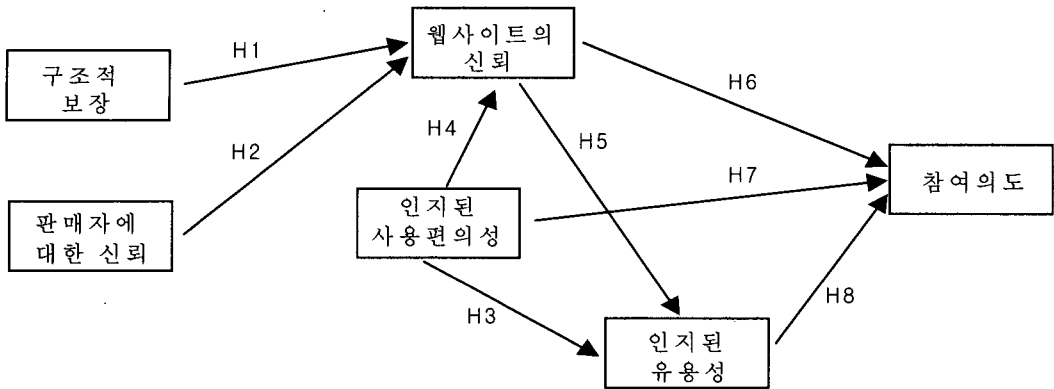 구조적
보장
H1
웹사이트의
신뢰
H2
판매자에
대한 신뢰
H4
H5
H6
인지된
사용편의성
H7
참여의도
H3
인지된
유용성
H8